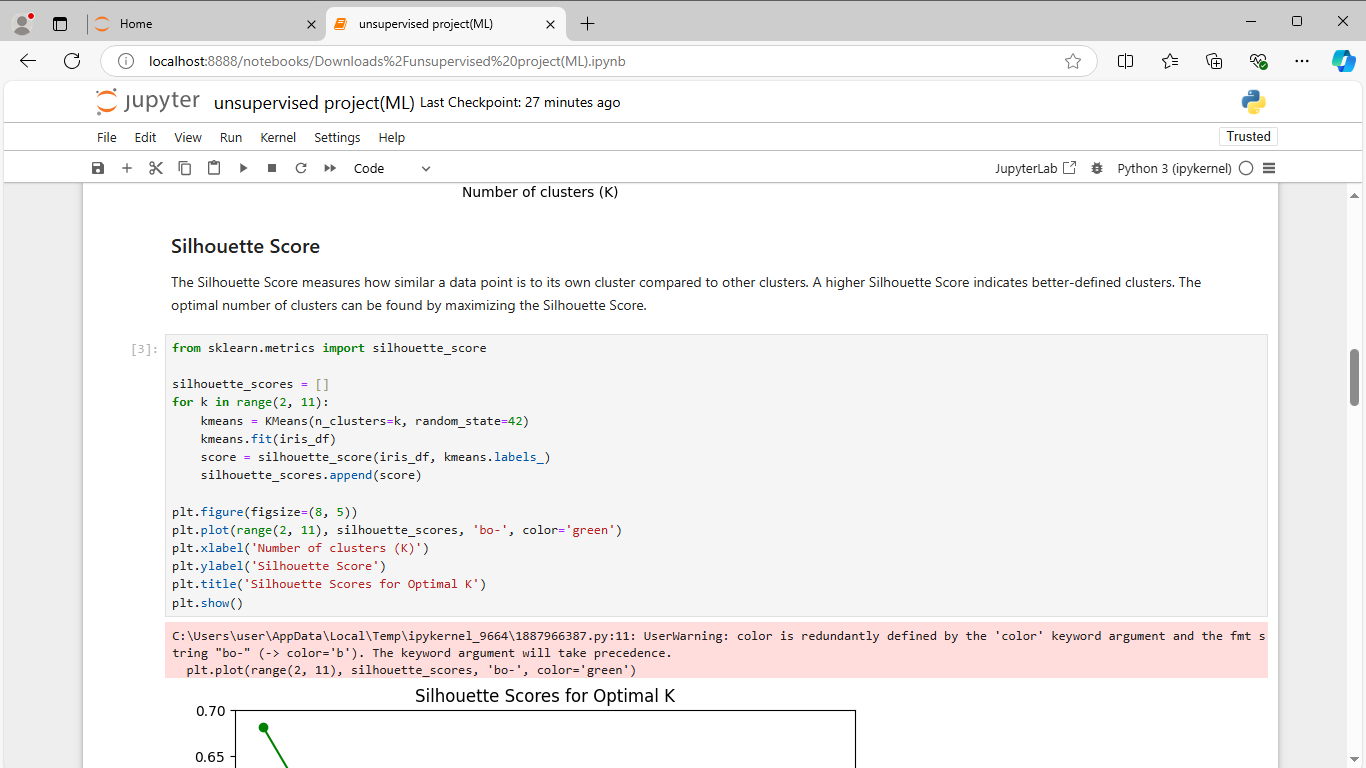 Home
unsupervised project(ML)
localhost:8888/notebooks/Downloads%2Funsupervised%20project(ML).ipynb
jupyter unsupervised project(ML) Last Checkpoint: 27 minutes ago
File Edit View Run Kernel Settings Help
Trusted
Code
JupyterLab
Python 3 (ipykernel)
Number of clusters (K)
Silhouette Score
The Silhouette Score measures how similar a data point is to its own cluster compared to other clusters. A higher Silhouette Score indicates better-defined clusters. The
optimal number of clusters can be found by maximizing the Silhouette Score.
[3]:
from sklearn.metrics import silhouette_score
silhouette_scores = []
for k in range(2, 11):
    kmeans = KMeans(n_clusters=k, random_state=42)
    kmeans.fit(iris_df)
    score = silhouette_score(iris_df, kmeans.labels_)
    silhouette_scores.append(score)
plt.figure(figsize=(8, 5))
plt.plot(range(2, 11), silhouette_scores, 'bo-', color='green')
plt.xlabel('Number of clusters (K)')
plt.ylabel('Silhouette Score')
plt.title('Silhouette Scores for Optimal K')
plt.show()
C:\Users\user\AppData\Local\Temp\ipykernel_9664\1887966387.py:11: UserWarning: color is redundantly defined by the 'color' keyword argument and the fmt s
tring "bo-" (-> color='b'). The keyword argument will take precedence.
  plt.plot(range(2, 11), silhouette_scores, 'bo-', color='green')
Silhouette Scores for Optimal K
0.70
0.65